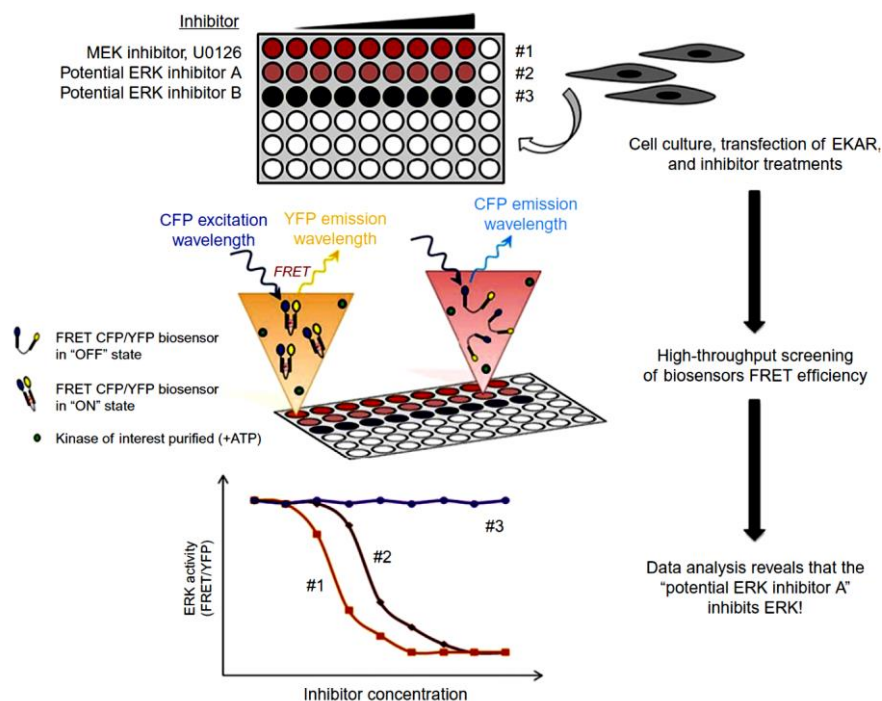 Inhibitor
MEK inhibitor, U0126
#1
Potential ERK inhibitor A
#2
Potential ERK inhibitor B
#3
Cell culture, transfection of EKAR,
and inhibitor treatments
CFP excitation
wavelength
YFP emission
wavelength
CFP emission
wavelength
FRET
FRET CFP/YFP biosensor
in "OFF" state
FRET CFP/YFP biosensor
in "ON" state
Kinase of interest purified (+ATP)
High-throughput screening
of biosensors FRET efficiency
ERK activity
(FRET/YFP)
#3
#2
#1
Inhibitor concentration
Data analysis reveals that the
"potential ERK inhibitor A"
inhibits ERK!